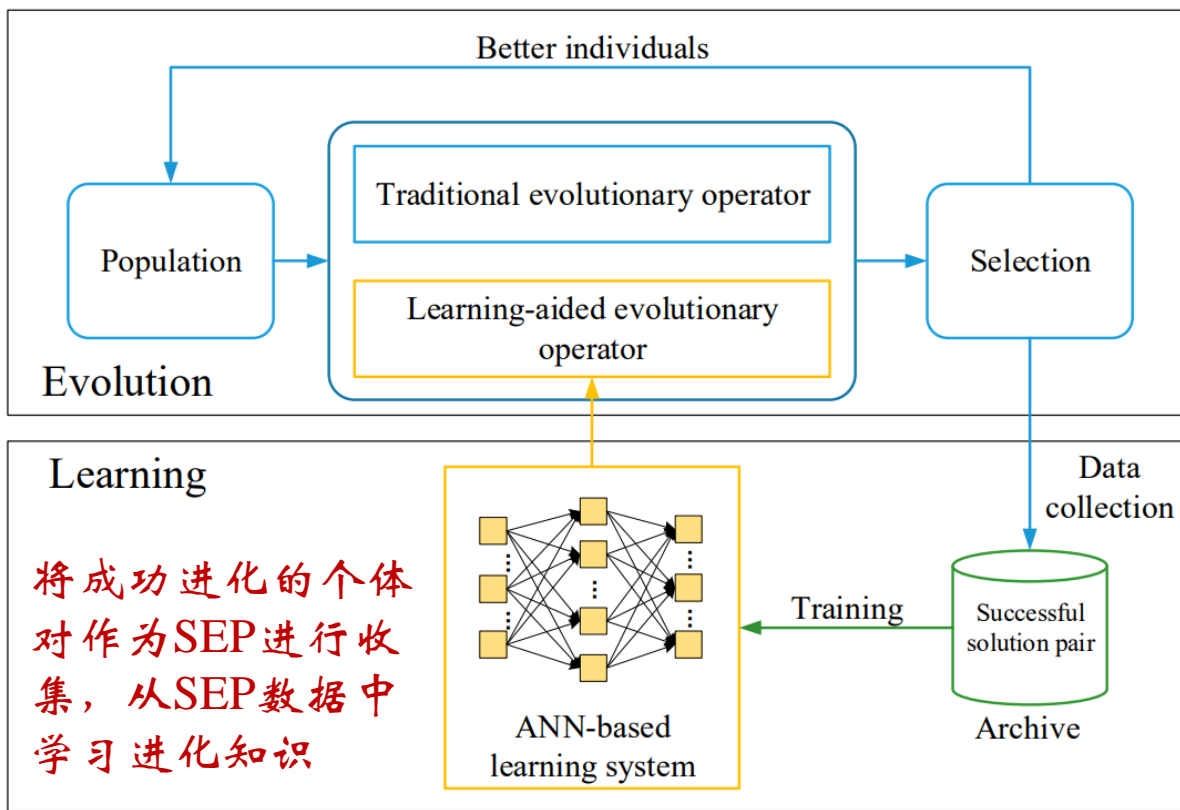 Better individuals
Traditional evolutionary operator
Population
Selection
Learning-aided evolutionary
operator
Evolution
Learning
Data
collection
将成功进化的个体
对作为SEP进行收
集，从SEP数据中
学习进化知识
Training
Successful
solution pair
ANN-based
learning system
Archive